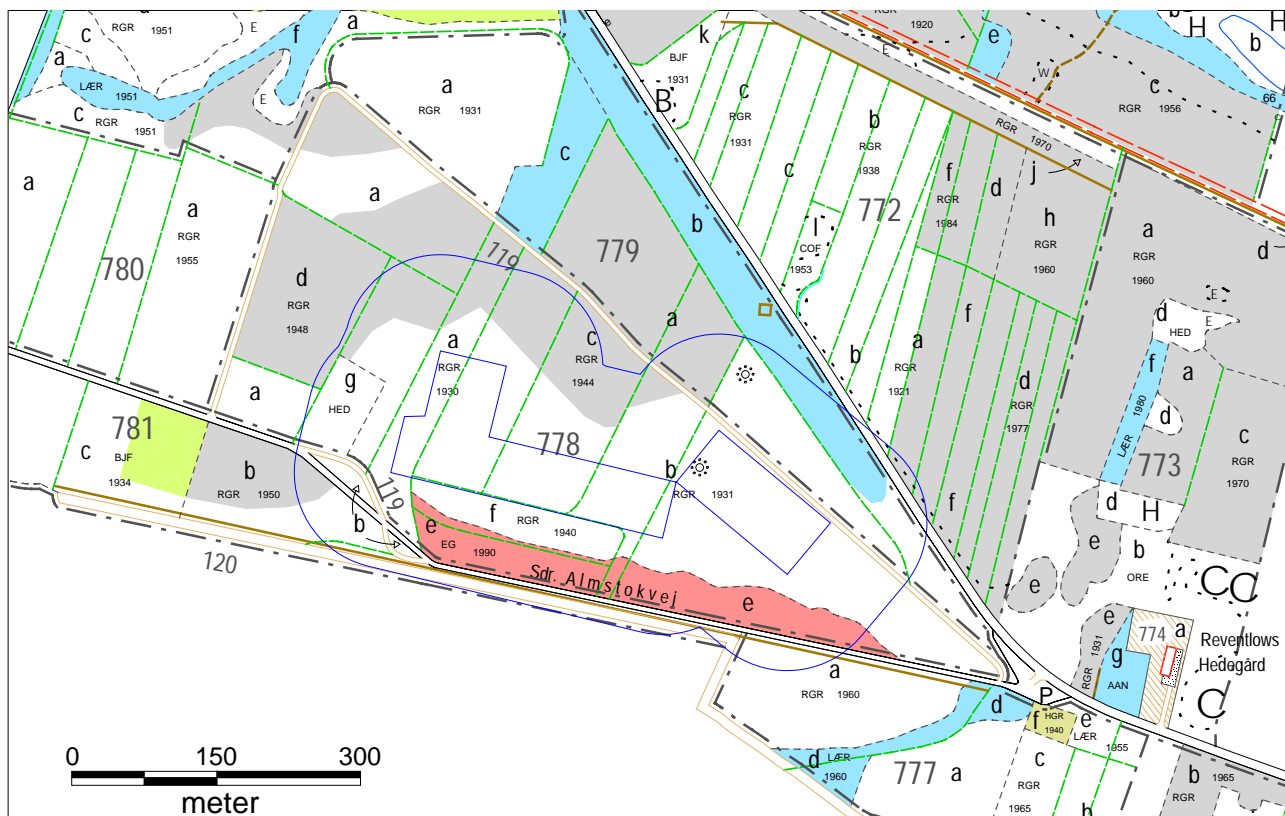 a
c
RGR 1951
E
f
a
k
RGR
1920
E
e
W
b
H
H
b
a
LÆR 1951
c
RGR 1951
E
a
RGR 1931
BJF
1931
B
c
RGR
1931
b
RGR
1938
RGR 1970
j
c
RGR 1956
66
a
a
RGR
1955
780
a
c
119
779
b
c
l
COF
1953
772
f
RGR
1984
d
h
RGR
1960
a
RGR
1960
d
E
d
HED
E
d
RGR
1948
a
RGR
1930
c
RGR
1944
a
b
a
RGR
1921
f
d
RGR
1977
f
1980
LÆR
a
d
773
c
RGR
1970
a
g
HED
781
c
BJF
1934
b
RGR 1950
778
b
RGR 1931
119
b
f
RGR 1940
e
EG 1990
Sdr. Almstokvej
e
120
f
d
H
b
ORE
e
e
C
C
e
RGR 1931
g
AAN
774
a
Reventlows
Hedegård
C
a
RGR 1960
d
P
f
HGR
1940
e
LÆR
1955
d
LÆR
1960
777
a
c
RGR
1965
b
b
RGR
1965
0 150 300
meter